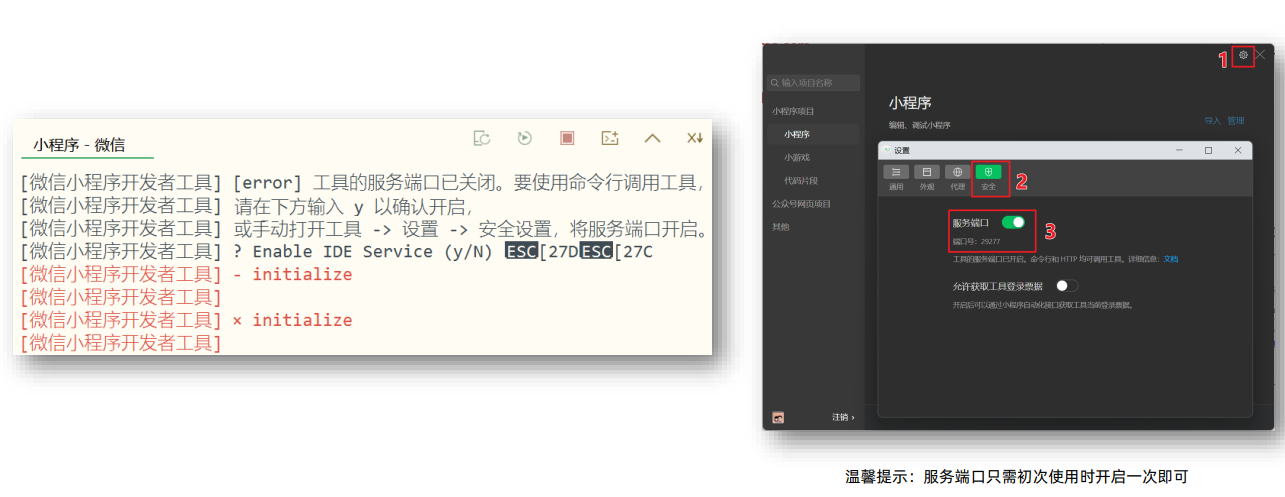 小程序 - 微信
[微信小程序开发者工具] [error] 工具的服务端口已关闭。要使用命令行调用工具，
[微信小程序开发者工具] 请在下方输入 y 以确认开启，
[微信小程序开发者工具] 或手动打开工具 -> 设置 -> 安全设置，将服务端口开启。
[微信小程序开发者工具] ? Enable IDE Service (y/N) ESC[27DESC[27C
[微信小程序开发者工具] - initialize
[微信小程序开发者工具]
[微信小程序开发者工具] × initialize
[微信小程序开发者工具]
1
输入项目名称
小程序项目
小程序
小游戏
代码片段
公众号网页项目
其他
注销 ›
小程序
编辑、调试小程序
导入 管理
设置
通用 外观 代理 安全
2
服务端口
端口号：29277
3
工具的服务端口已开启。命令行和 HTTP 均可调用工具。详细信息：文档
允许获取工具登录票据
开启后可以通过小程序自动化接口获取工具当前登录票据。
温馨提示：服务端口只需初次使用时开启一次即可